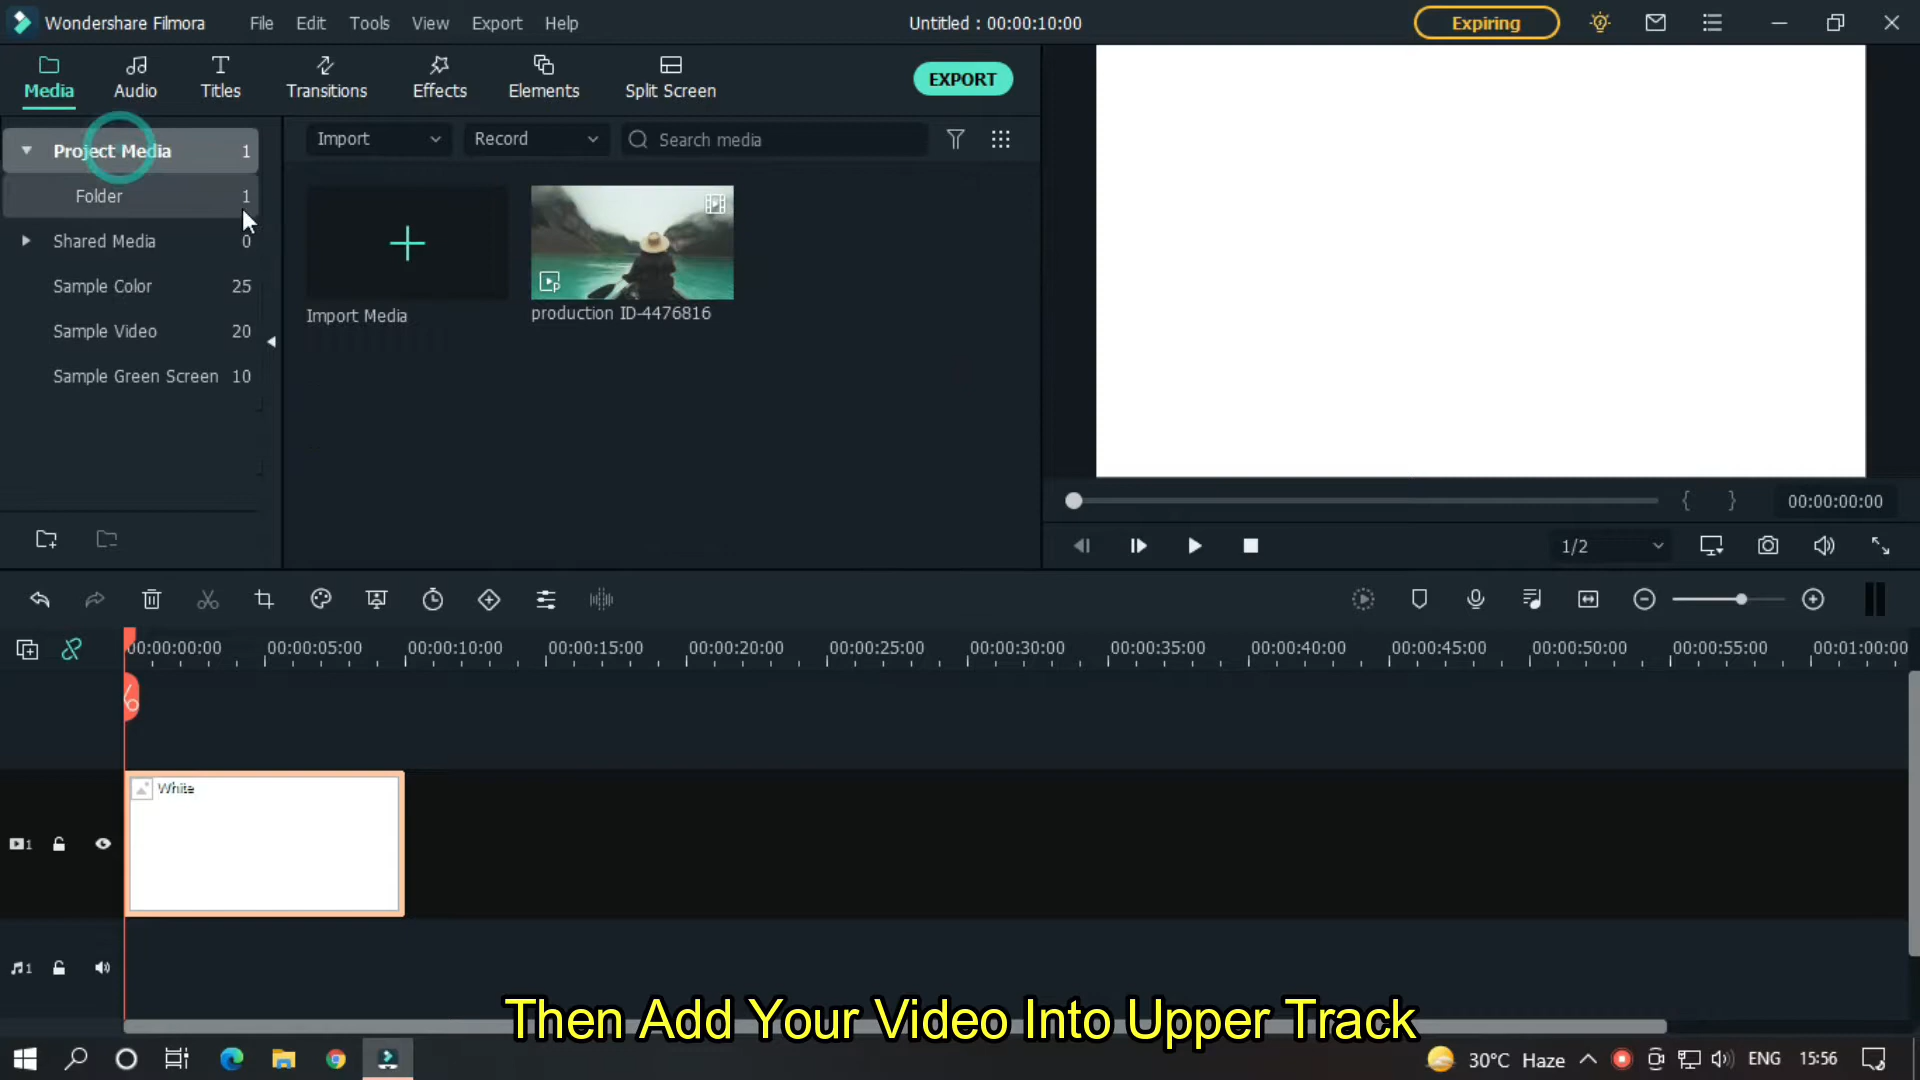 Wondershare Filmora File Edit Tools View Export Help Untitled : 00:00:10:00 Expiring
Media Audio Titles Transitions Effects Elements Split Screen EXPORT
Project Media 1
Folder 1
Shared Media 0
Sample Color 25
Sample Video 20
Sample Green Screen 10
Import Record Search media
Import Media production ID-4476816
00:00:00:00
1/2
00:00:00:00 00:00:05:00 00:00:10:00 00:00:15:00 00:00:20:00 00:00:25:00 00:00:30:00 00:00:35:00 00:00:40:00 00:00:45:00 00:00:50:00 00:00:55:00 00:01:00:00
White
1
1
Then Add Your Video Into Upper Track
30°C Haze ENG 15:56